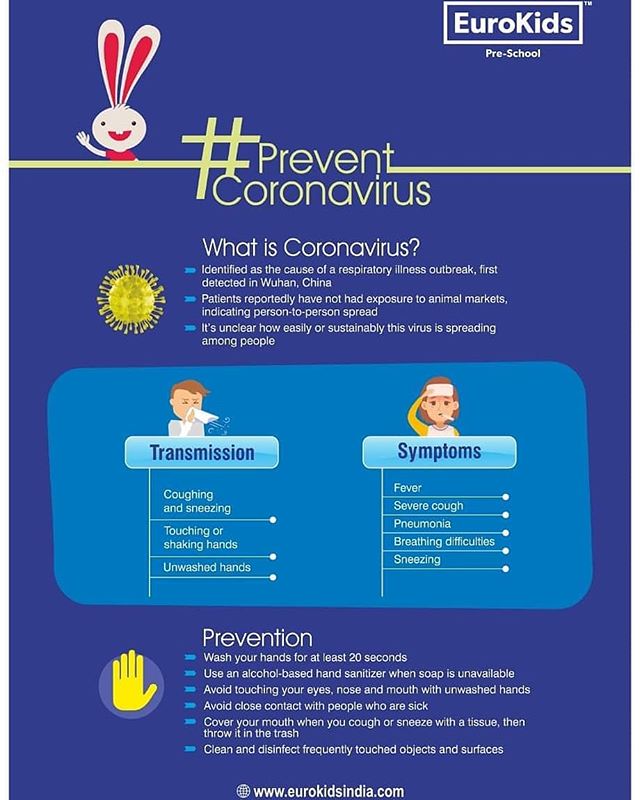 EuroKids™
Pre-School
#Prevent
Coronavirus
What is Coronavirus?
Identified as the cause of a respiratory illness outbreak, first
detected in Wuhan, China
Patients reportedly have not had exposure to animal markets,
indicating person-to-person spread
It's unclear how easily or sustainably this virus is spreading
among people
Transmission
Coughing
and sneezing
Touching or
shaking hands
Unwashed hands
Symptoms
Fever
Severe cough
Pneumonia
Breathing difficulties
Sneezing
Prevention
Wash your hands for at least 20 seconds
Use an alcohol-based hand sanitizer when soap is unavailable
Avoid touching your eyes, nose and mouth with unwashed hands
Avoid close contact with people who are sick
Cover your mouth when you cough or sneeze with a tissue, then
throw it in the trash
Clean and disinfect frequently touched objects and surfaces
www.eurokidsindia.com